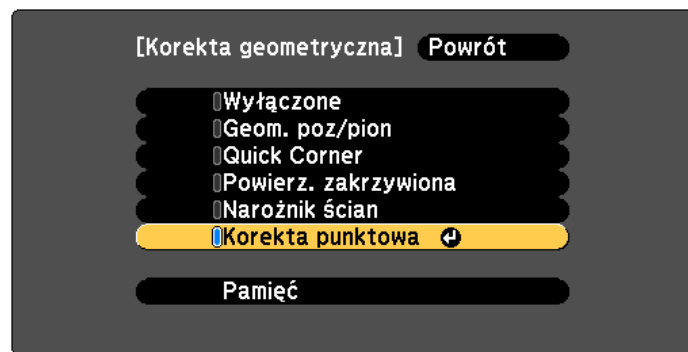 [Korekta geometryczna] Powrót
Wyłączone
Geom. poz/pion
Quick Corner
Powierz. zakrzywiona
Narożnik ścian
Korekta punktowa
Pamięć